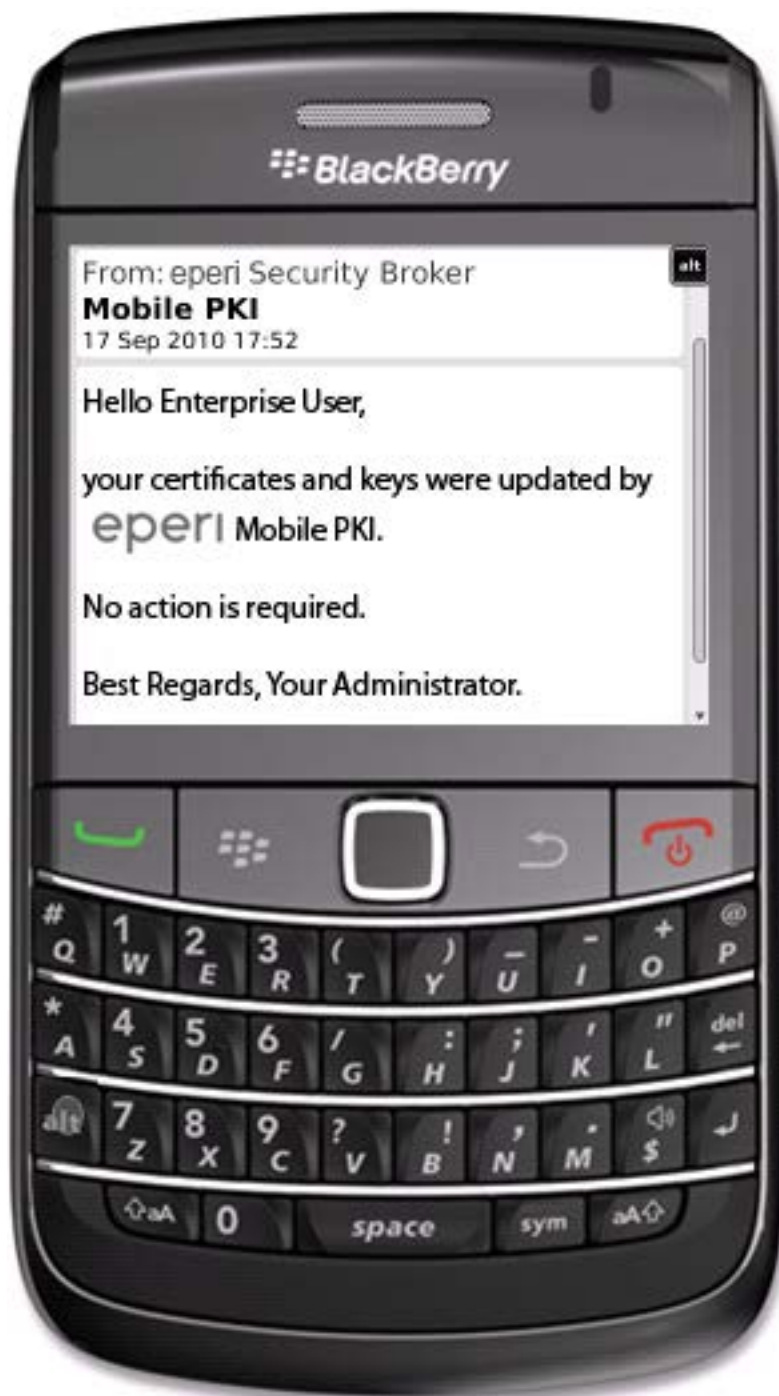 BlackBerry
alt
From: eperi Security Broker
Mobile PKI
17 Sep 2010 17:52
Hello Enterprise User,
your certificates and keys were updated by
eperi Mobile PKI.
No action is required.
Best Regards, Your Administrator.
# 1 2 3 ( ) _ - + @
Q W E R T Y U I O P
* 4 5 6 / : ; ' " del
A S D F G H J K L
alt 7 8 9 ? ! , . $
Z X C V B N M
aA 0 space sym aA